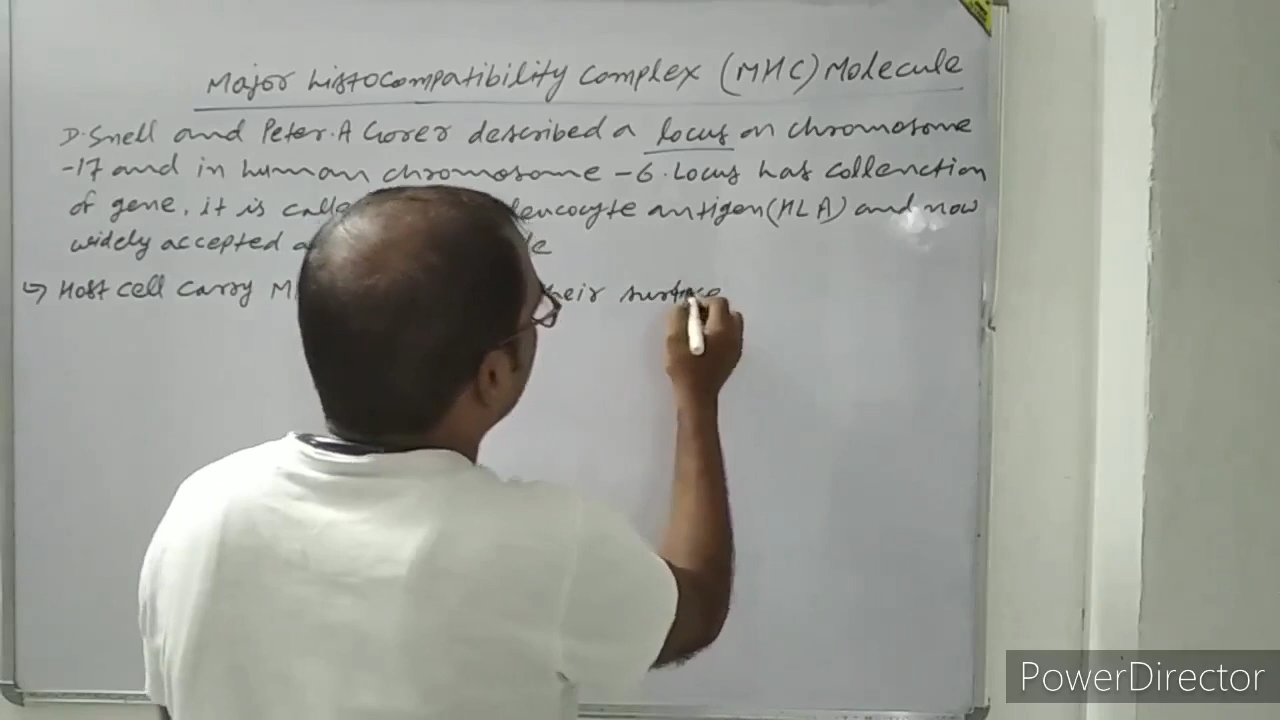 Major Histocompatibility Complex (MHC) Molecule
D. Snell and Peter. A Gorer described a locus on chromosome
-17 and in human chromosome -6. Locus has collenction
of gene, it is leucocyte antigen (HLA) and now
widely accepted
↳ Host cell carry their surface
PowerDirector